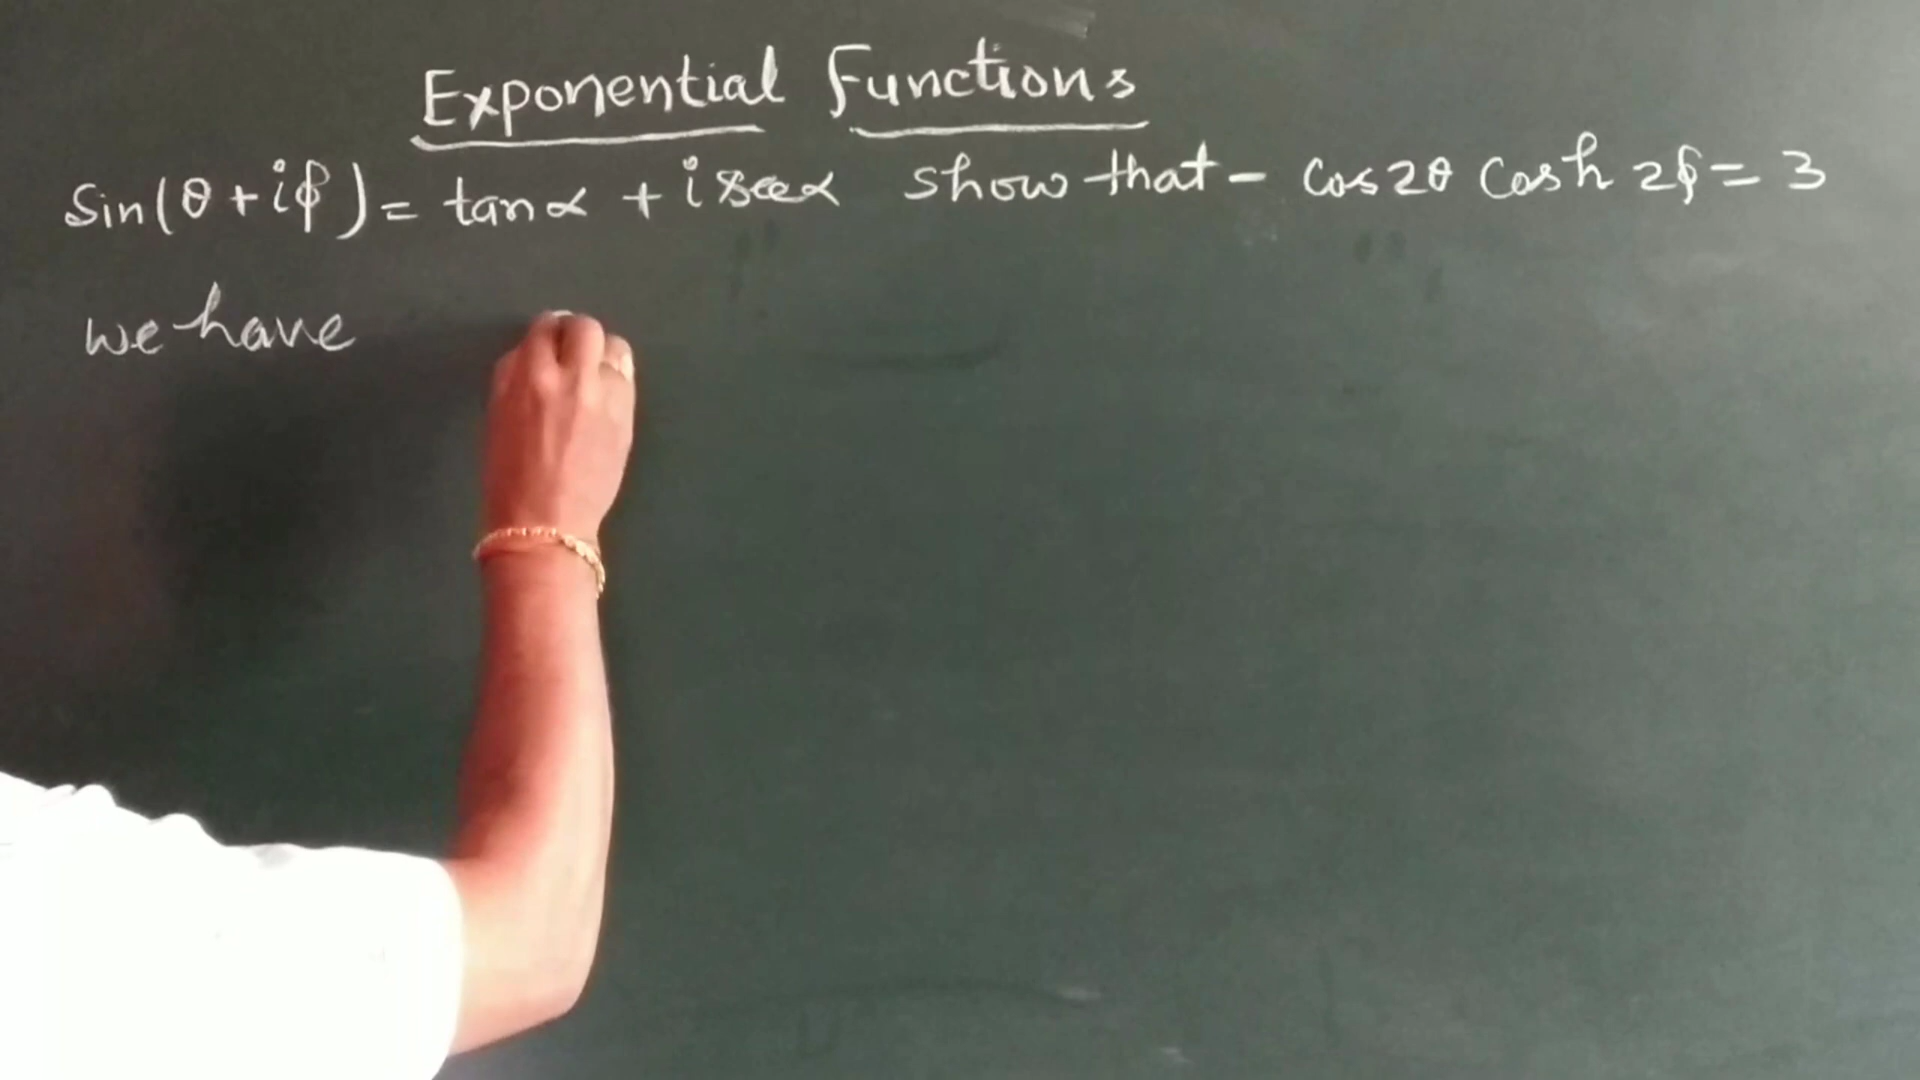 Exponential Functions
Sin(θ + iϕ) = tanα + i secα show that - Cos2θ Cosh 2ϕ = 3
we have